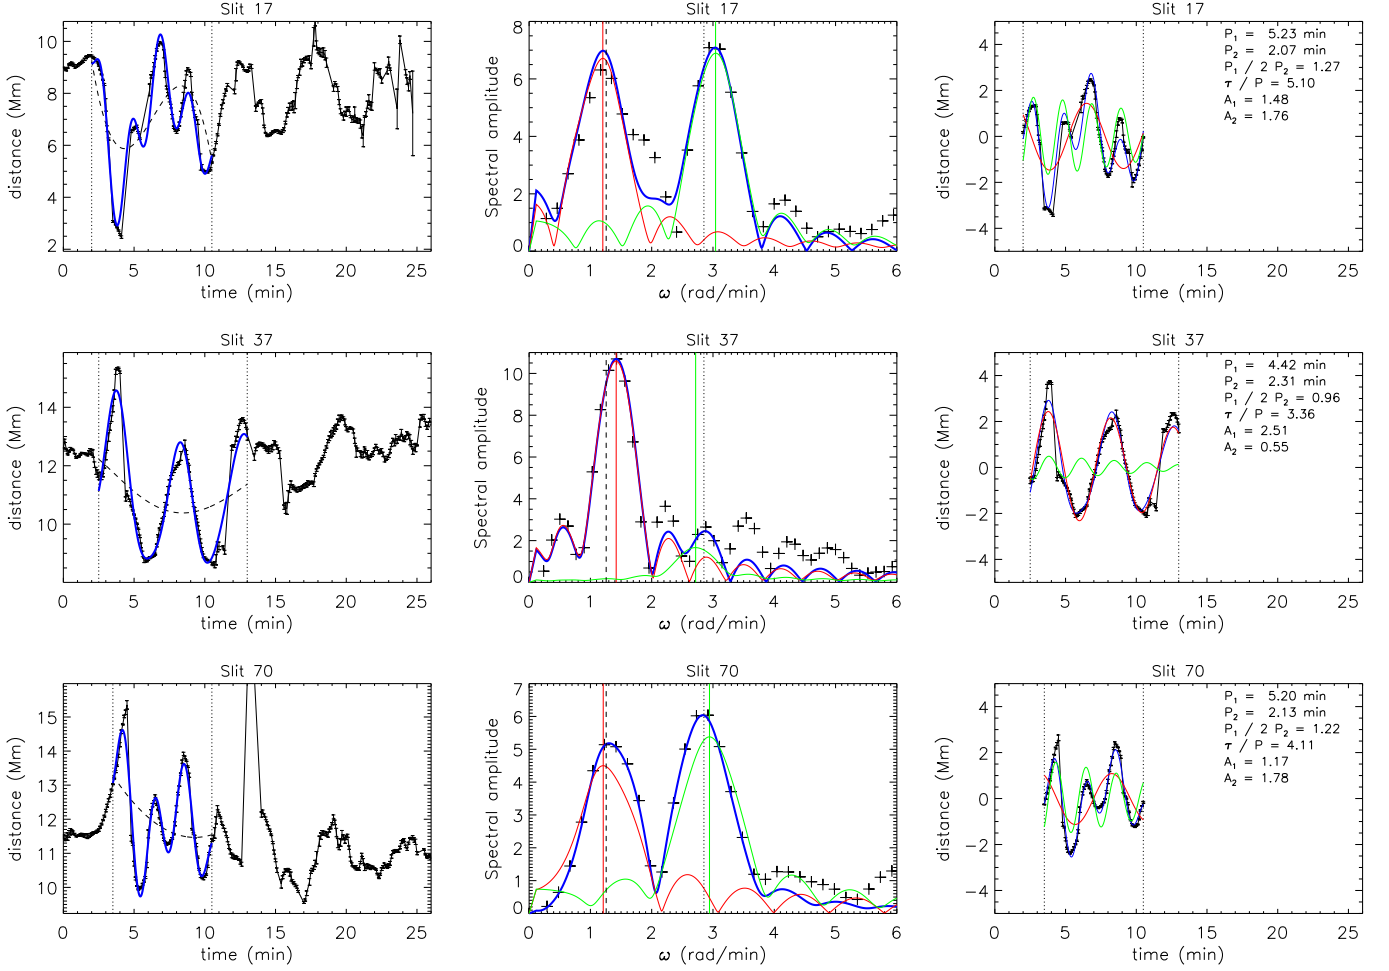 Slit 17
distance (Mm)
10
8
6
4
2
0 5 10 15 20 25
time (min)
Slit 17
Spectral amplitude
8
6
4
2
0
0 1 2 3 4 5 6
ω (rad/min)
Slit 17
distance (Mm)
4
2
0
−2
−4
0 5 10 15 20 25
time (min)
P₁ = 5.23 min
P₂ = 2.07 min
P₁ / 2 P₂ = 1.27
τ / P = 5.10
A₁ = 1.48
A₂ = 1.76
Slit 37
distance (Mm)
14
12
10
0 5 10 15 20 25
time (min)
Slit 37
Spectral amplitude
10
8
6
4
2
0
0 1 2 3 4 5 6
ω (rad/min)
Slit 37
distance (Mm)
4
2
0
−2
−4
0 5 10 15 20 25
time (min)
P₁ = 4.42 min
P₂ = 2.31 min
P₁ / 2 P₂ = 0.96
τ / P = 3.36
A₁ = 2.51
A₂ = 0.55
Slit 70
distance (Mm)
15
14
13
12
11
10
0 5 10 15 20 25
time (min)
Slit 70
Spectral amplitude
7
6
5
4
3
2
1
0
0 1 2 3 4 5 6
ω (rad/min)
Slit 70
distance (Mm)
4
2
0
−2
−4
0 5 10 15 20 25
time (min)
P₁ = 5.20 min
P₂ = 2.13 min
P₁ / 2 P₂ = 1.22
τ / P = 4.11
A₁ = 1.17
A₂ = 1.78